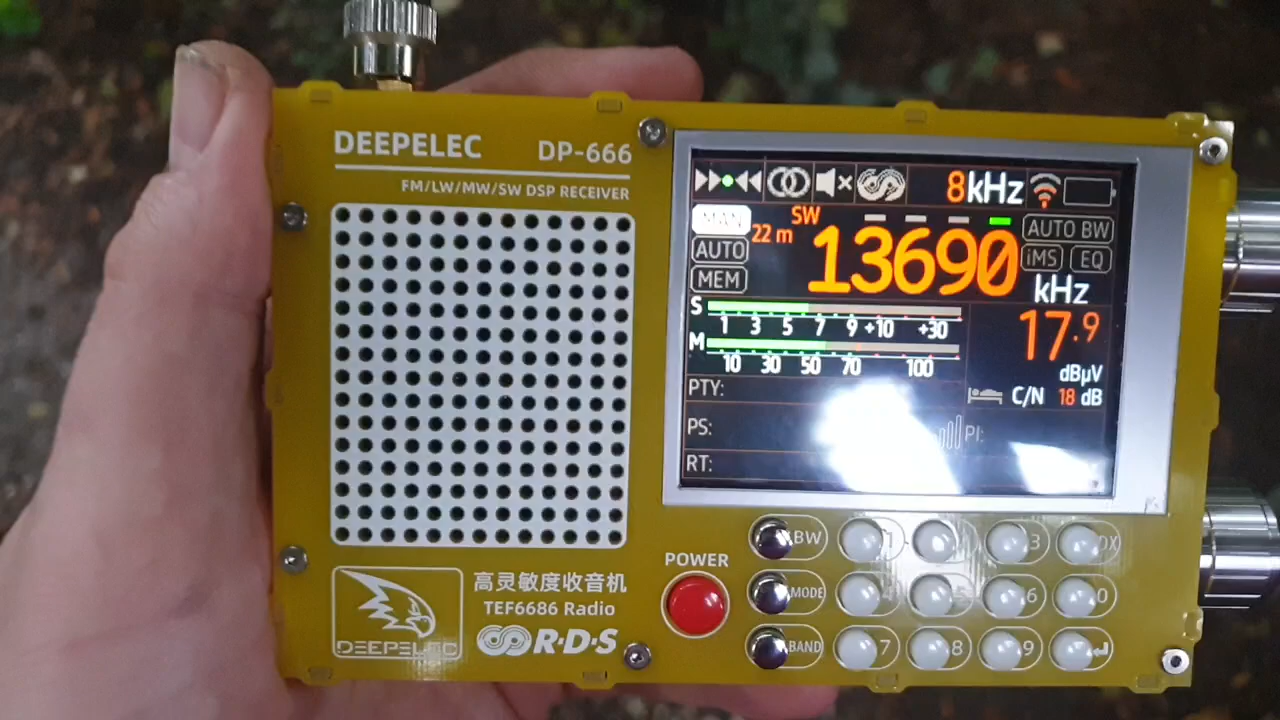 DEEPELEC DP-666
FM/LW/MW/SW DSP RECEIVER
8kHz
MAN
SW
22 m
13690
kHz
AUTO BW
AUTO
iMS
EQ
MEM
S
1 3 5 7 9 +10 +30
M
10 30 50 70 100
17.9
dBµV
C/N 18 dB
PTY:
PS:
PI:
RT:
BW
1
3
DX
POWER
MODE
6
0
BAND
7
8
9
高灵敏度收音机
TEF6686 Radio
R·D·S
DEEPELEC